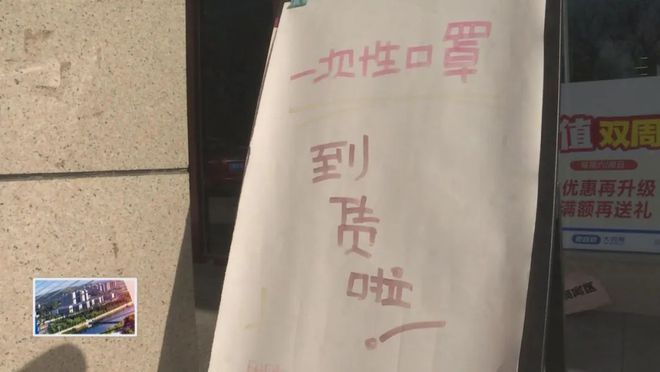 一次性口罩
到
货
啦!
值 双周
优惠再升级
满额再送礼